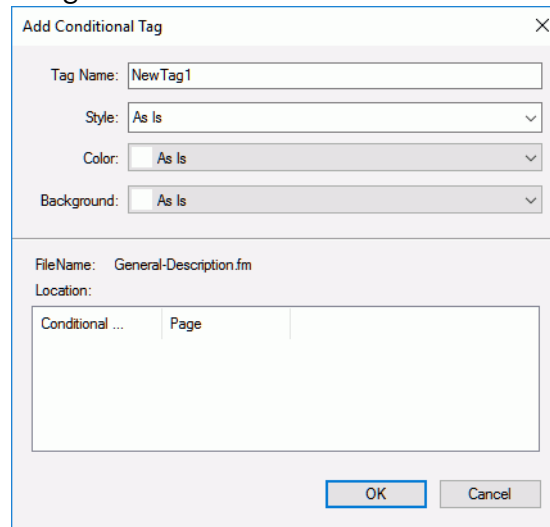 Add Conditional Tag
Tag Name: NewTag1
Style: As Is
Color: As Is
Background: As Is
FileName: General-Description.fm
Location:
Conditional ... Page
OK Cancel